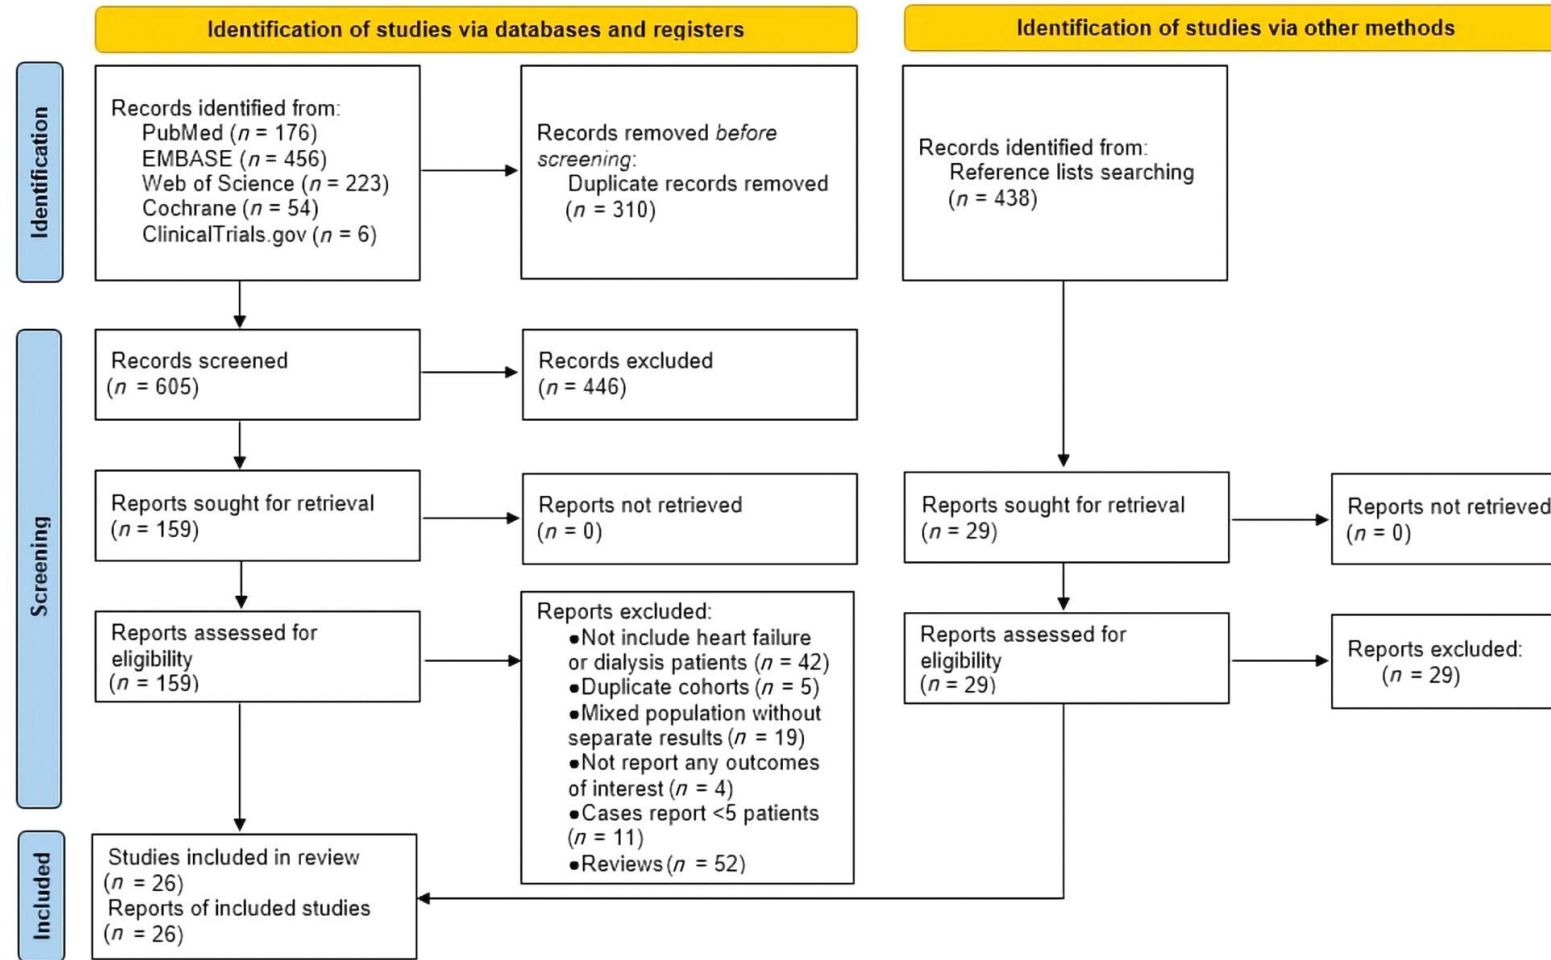 Identification of studies via databases and registers
Identification of studies via other methods
Identification
Records identified from:
PubMed (n = 176)
EMBASE (n = 456)
Web of Science (n = 223)
Cochrane (n = 54)
ClinicalTrials.gov (n = 6)
Records removed before
screening:
Duplicate records removed
(n = 310)
Records identified from:
Reference lists searching
(n = 438)
Screening
Records screened
(n = 605)
Records excluded
(n = 446)
Reports sought for retrieval
(n = 159)
Reports not retrieved
(n = 0)
Reports sought for retrieval
(n = 29)
Reports not retrieved
(n = 0)
Reports assessed for
eligibility
(n = 159)
Reports excluded:
●Not include heart failure
or dialysis patients (n = 42)
●Duplicate cohorts (n = 5)
●Mixed population without
separate results (n = 19)
●Not report any outcomes
of interest (n = 4)
●Cases report <5 patients
(n = 11)
●Reviews (n = 52)
Reports assessed for
eligibility
(n = 29)
Reports excluded:
(n = 29)
Included
Studies included in review
(n = 26)
Reports of included studies
(n = 26)